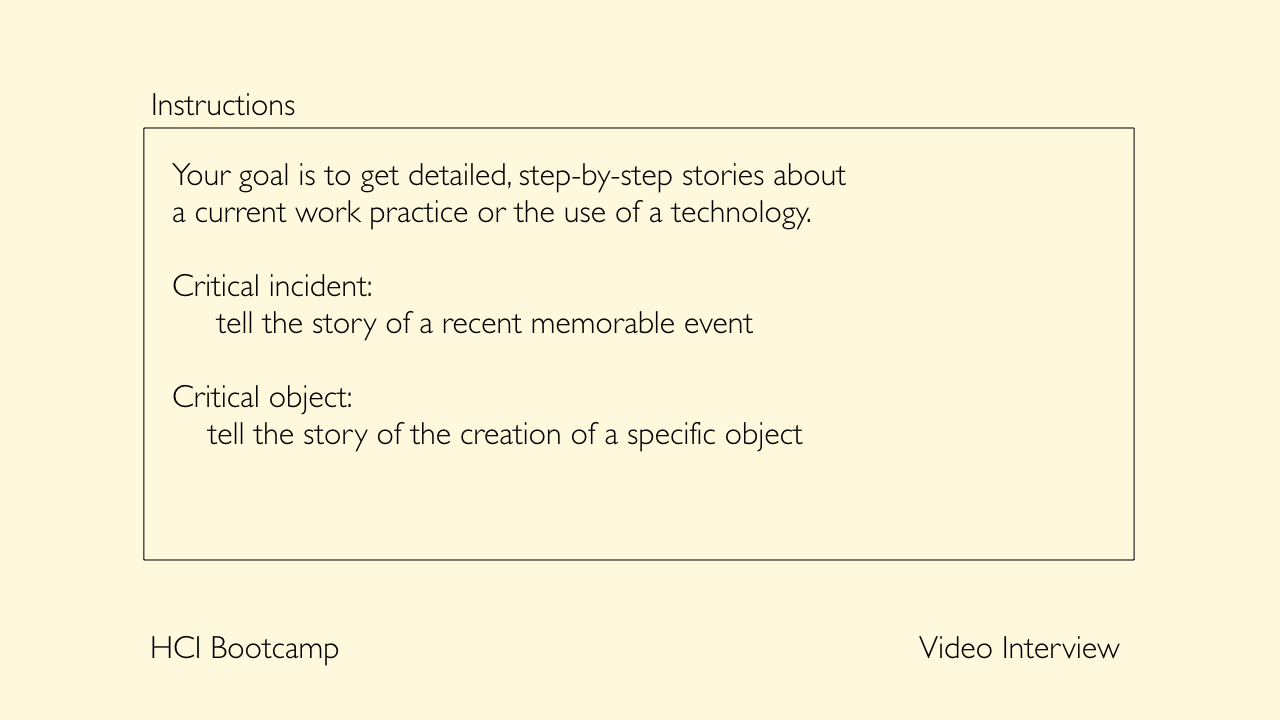 Instructions
Your goal is to get detailed, step-by-step stories about
a current work practice or the use of a technology.
Critical incident:
tell the story of a recent memorable event
Critical object:
tell the story of the creation of a specific object
HCI Bootcamp
Video Interview